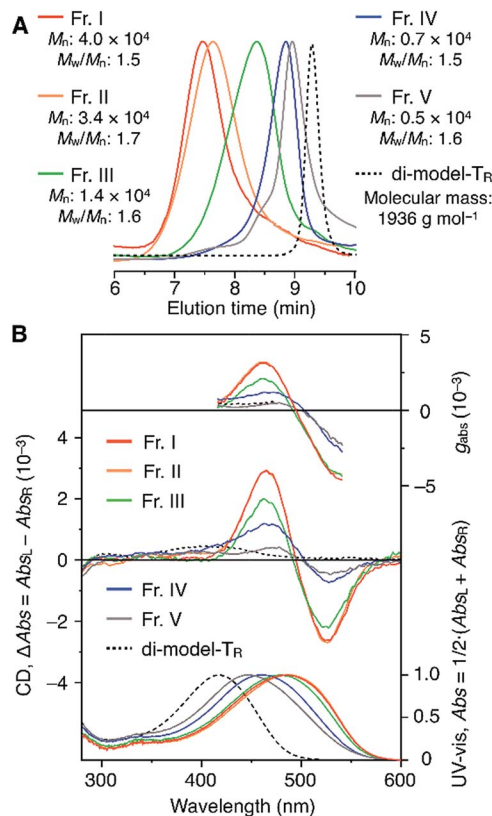 A
Fr. I
Mn: 4.0 × 10⁴
Mw/Mn: 1.5
Fr. II
Mn: 3.4 × 10⁴
Mw/Mn: 1.7
Fr. III
Mn: 1.4 × 10⁴
Mw/Mn: 1.6
Fr. IV
Mn: 0.7 × 10⁴
Mw/Mn: 1.5
Fr. V
Mn: 0.5 × 10⁴
Mw/Mn: 1.6
di-model-TR
Molecular mass:
1936 g mol⁻¹
6 7 8 9 10
Elution time (min)
B
5
0
−5
gabs (10⁻³)
4
2
0
−2
−4
CD, ΔAbs = AbsL − AbsR (10⁻³)
Fr. I
Fr. II
Fr. III
Fr. IV
Fr. V
di-model-TR
1.0
0.5
0
UV-vis, Abs = 1/2·(AbsL + AbsR)
300 400 500 600
Wavelength (nm)